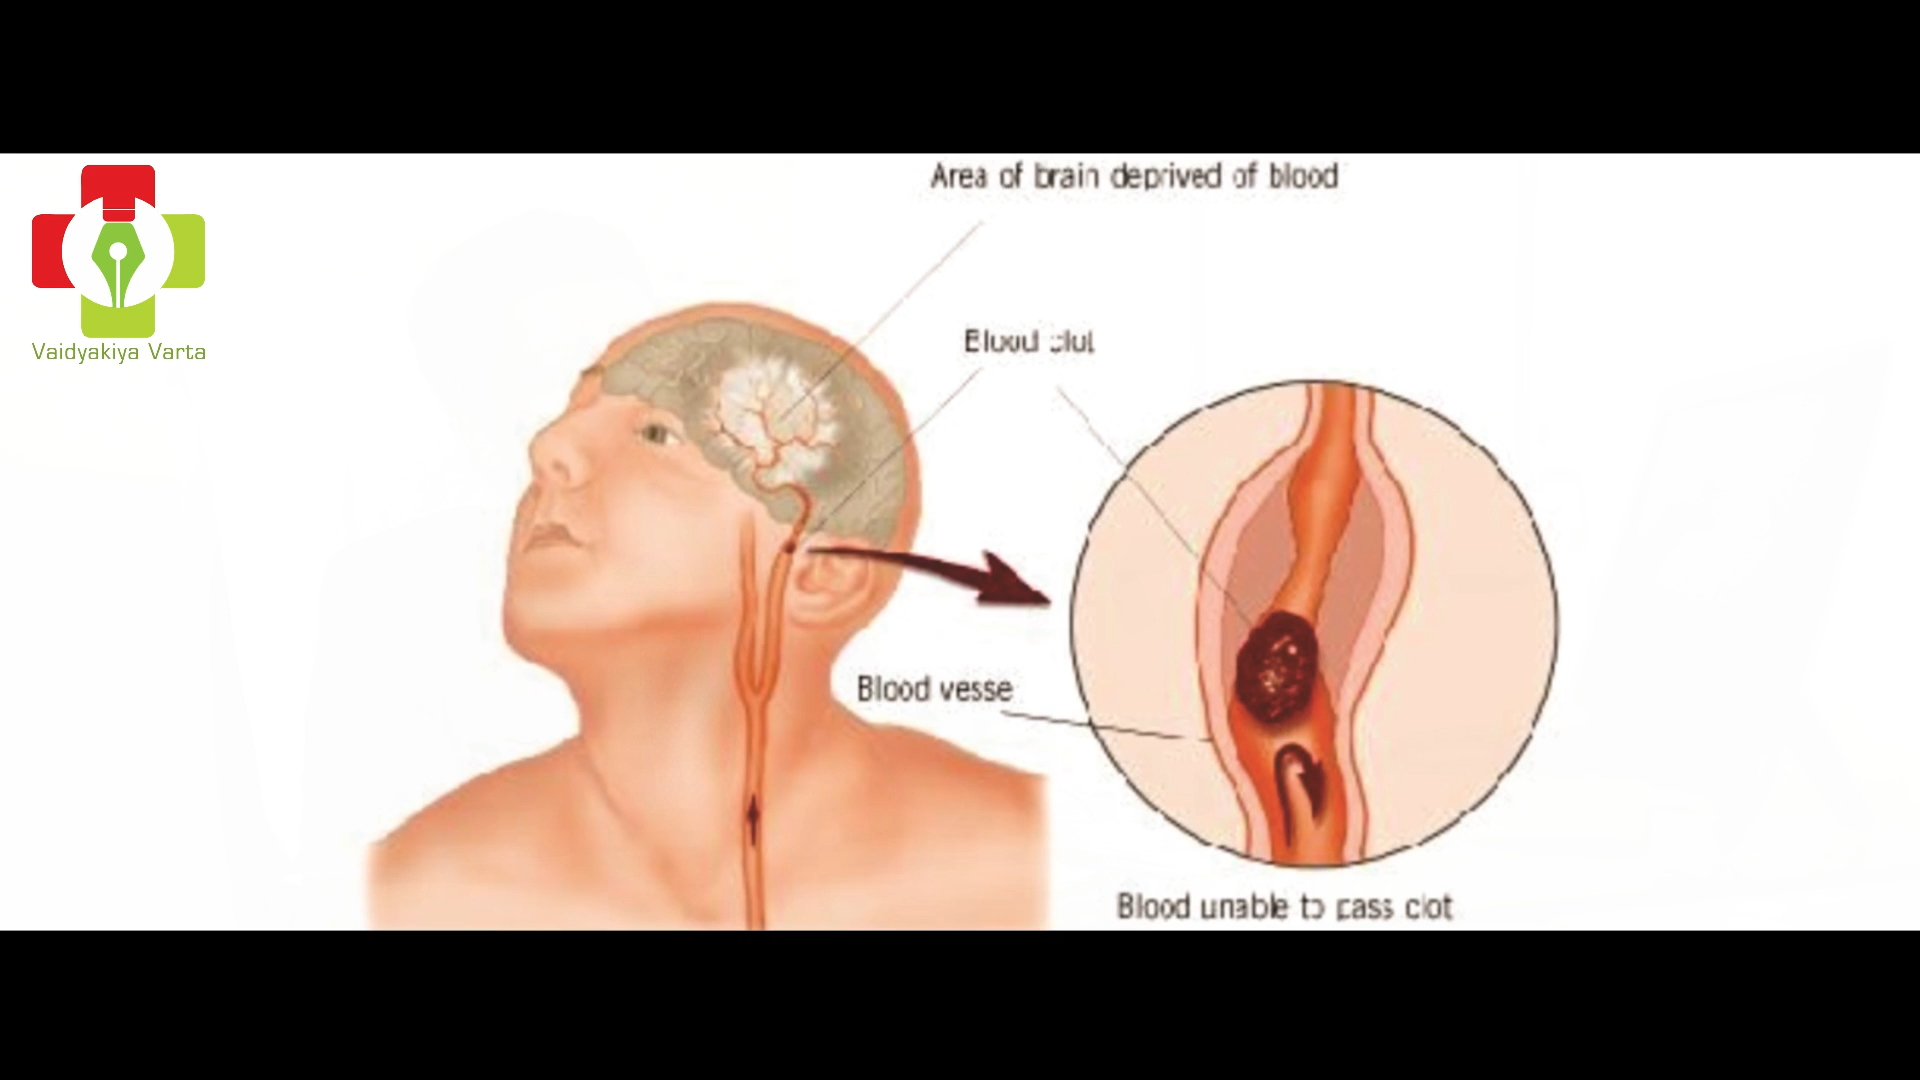 Area of brain deprived of blood
Vaidyakiya Varta
Blood clot
Blood vesse
Blood unable to pass clot